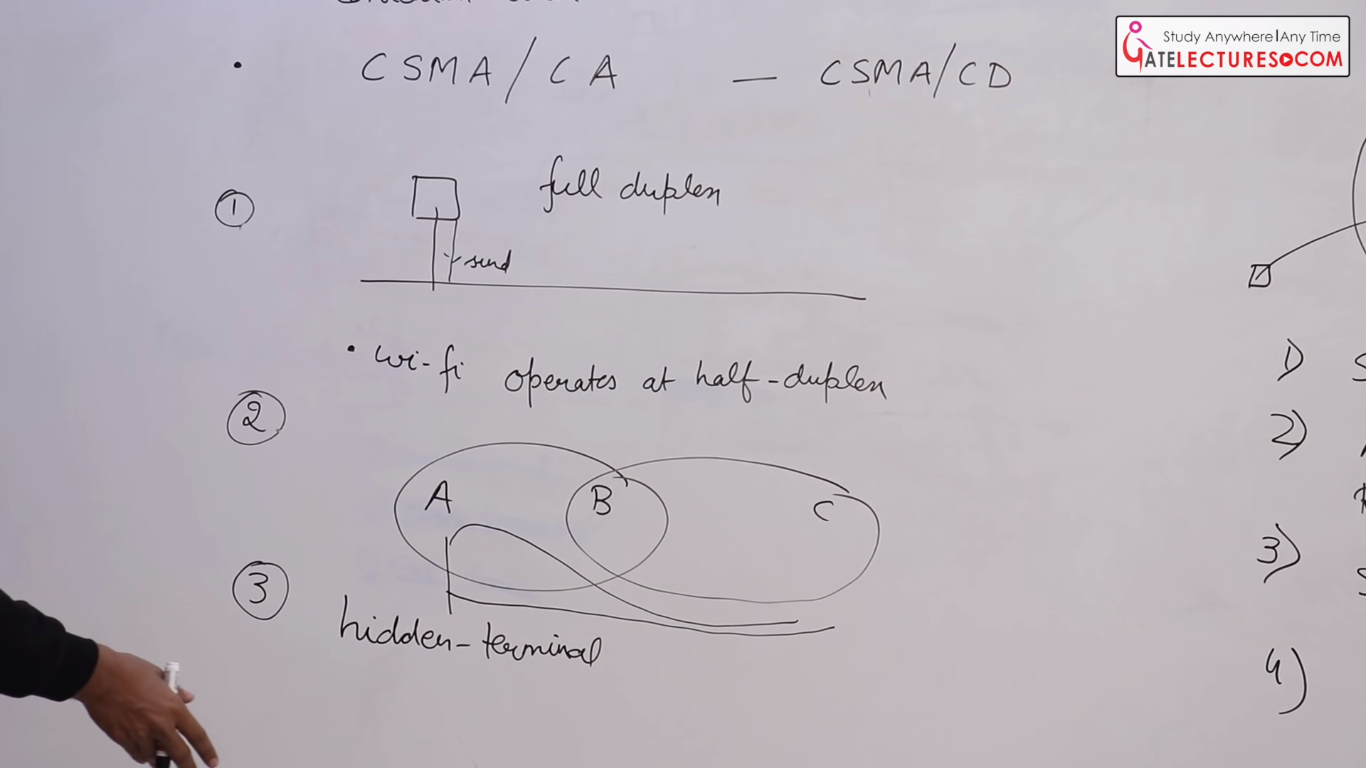 Study Anywhere | Any Time
GATELECTURES.COM
• CSMA/CA — CSMA/CD
① full duplex
send
• wi-fi operates at half-duplex
②
A B C
③
hidden-terminal
1)
2)
3)
4)